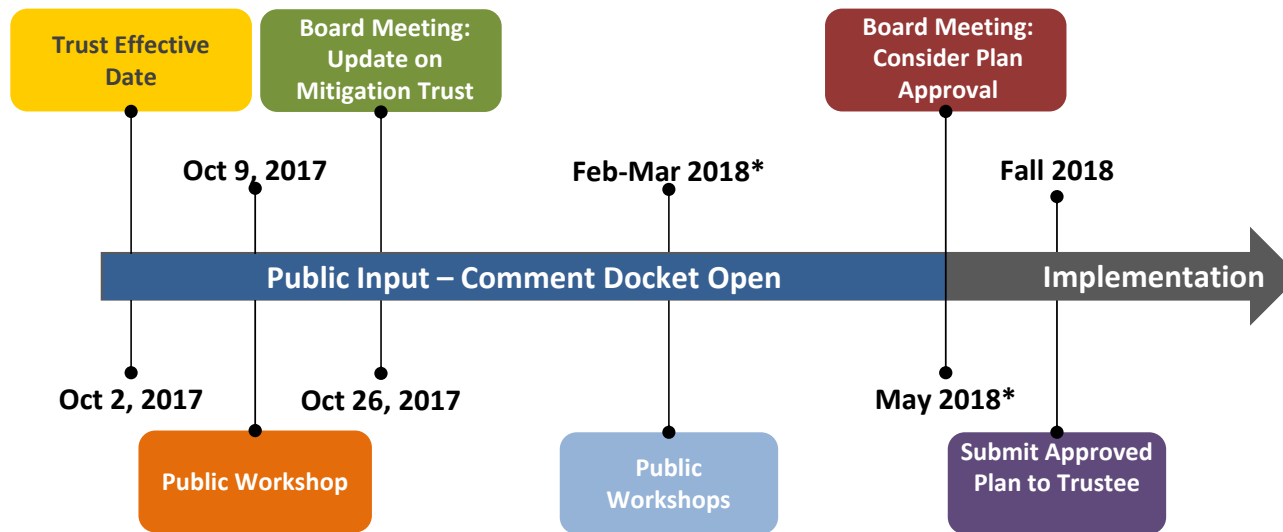 Trust Effective
Date
Board Meeting:
Update on
Mitigation Trust
Board Meeting:
Consider Plan
Approval
Oct 9, 2017
Feb-Mar 2018*
Fall 2018
Public Input – Comment Docket Open
Implementation
Oct 2, 2017
Oct 26, 2017
May 2018*
Public Workshop
Public
Workshops
Submit Approved
Plan to Trustee